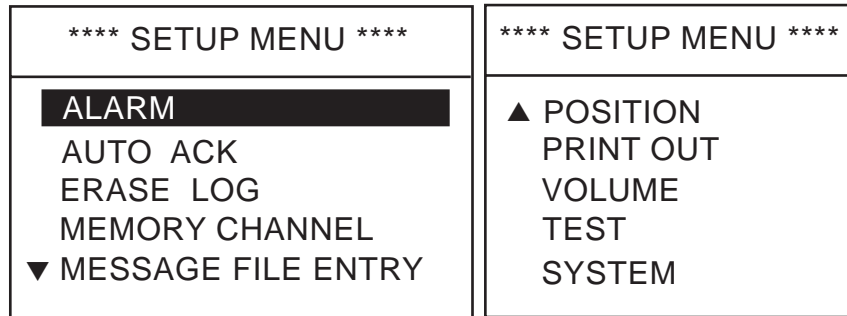 **** SETUP MENU ****
ALARM
AUTO ACK
ERASE LOG
MEMORY CHANNEL
▼ MESSAGE FILE ENTRY
**** SETUP MENU ****
▲ POSITION
PRINT OUT
VOLUME
TEST
SYSTEM